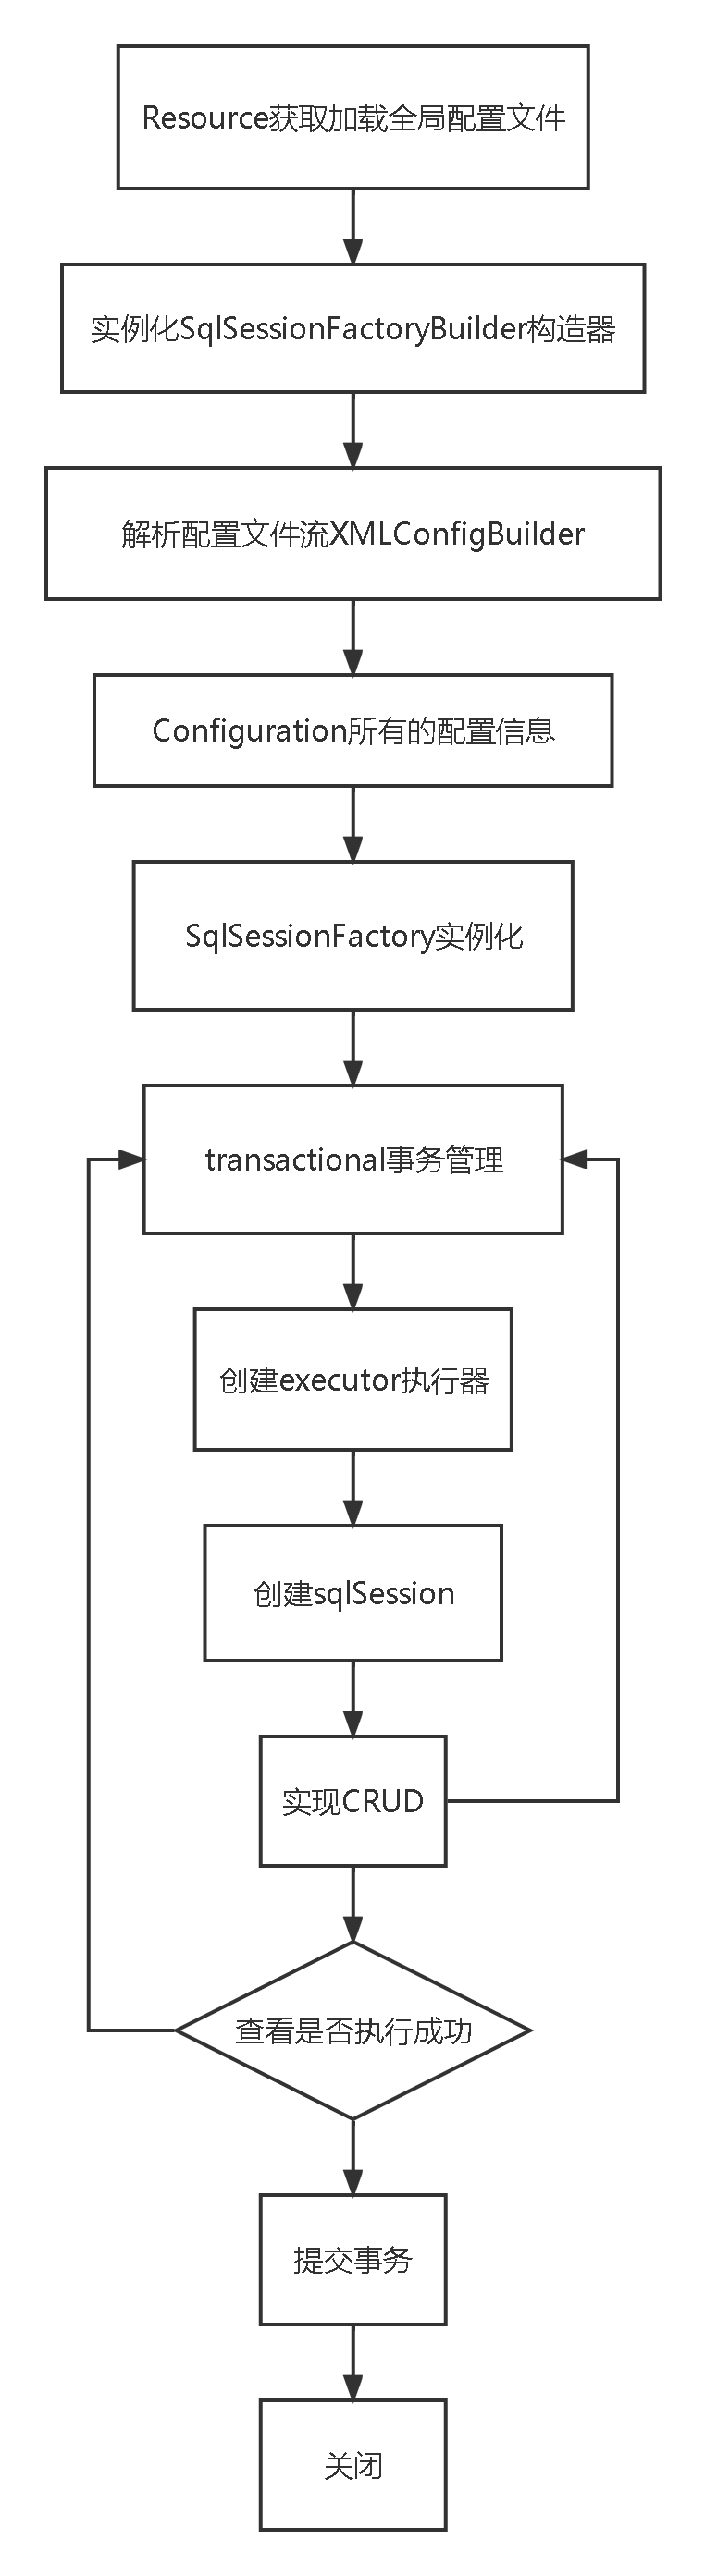 Resource获取加载全局配置文件
实例化SqlSessionFactoryBuilder构造器
解析配置文件流XMLConfigBuilder
Configuration所有的配置信息
SqlSessionFactory实例化
transactional事务管理
创建executor执行器
创建sqlSession
实现CRUD
查看是否执行成功
提交事务
关闭